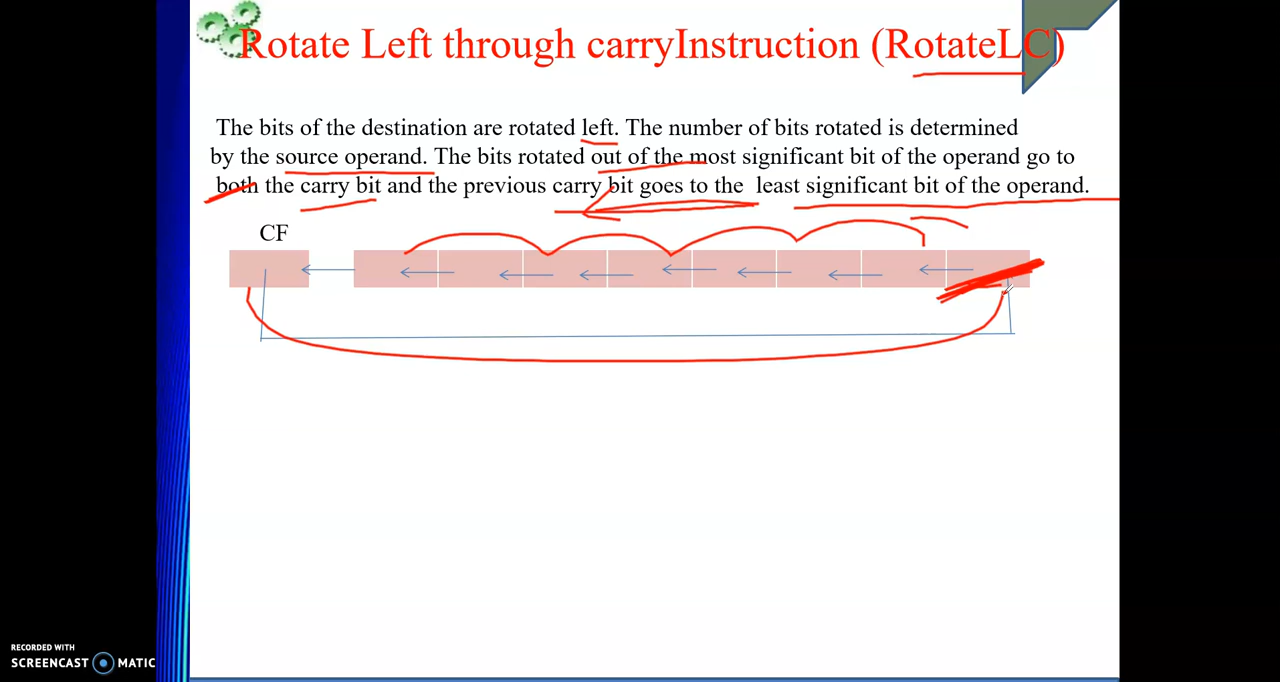 Rotate Left through carryInstruction (RotateLC)
The bits of the destination are rotated left. The number of bits rotated is determined
by the source operand. The bits rotated out of the most significant bit of the operand go to
both the carry bit and the previous carry bit goes to the least significant bit of the operand.
CF
RECORDED WITH
SCREENCAST MATIC